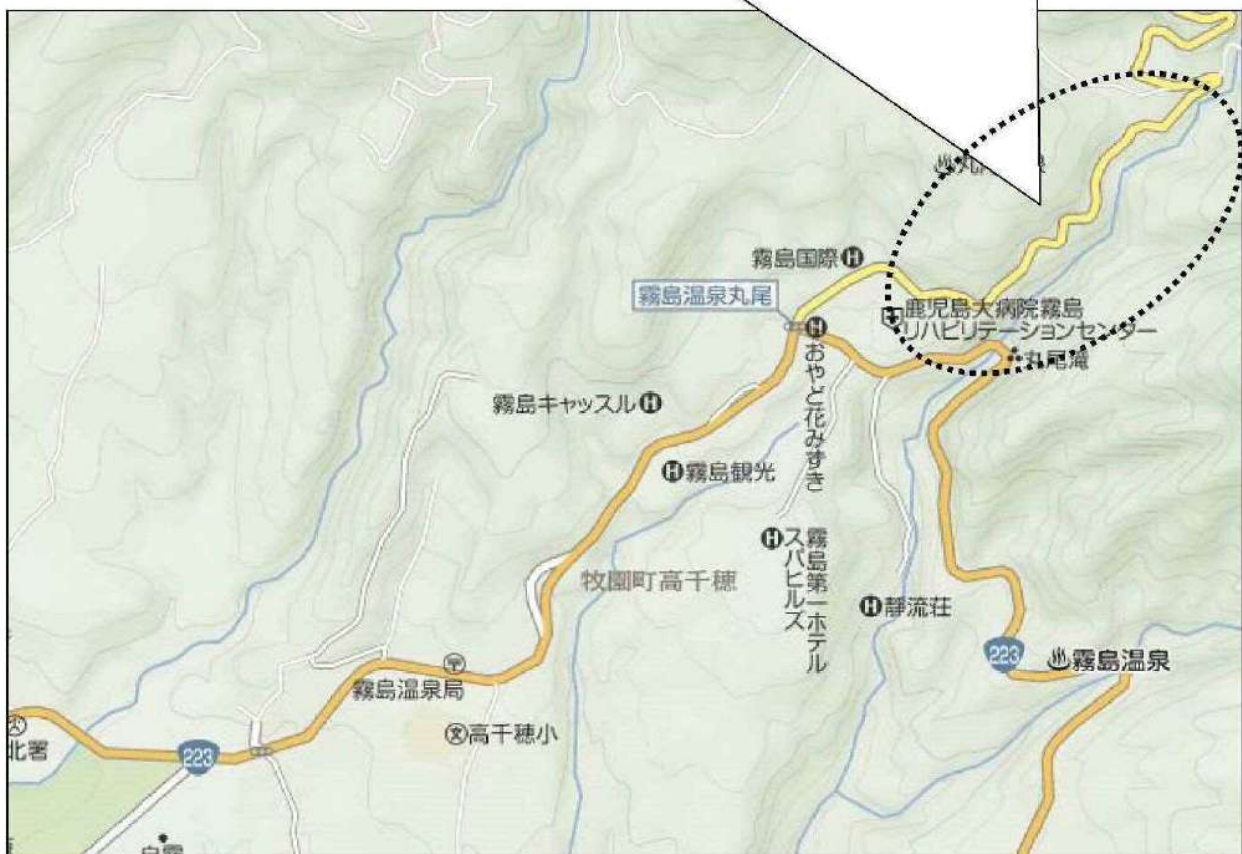 霧島国際
霧島温泉丸尾
鹿児島大病院霧島
リハビリテーションセンター
丸尾滝
おやど花みずき
霧島キャッスル
霧島観光
霧島第一ホテル
スパヒルズ
牧園町高千穂
静流荘
223
霧島温泉
霧島温泉局
文高千穂小
北署
223